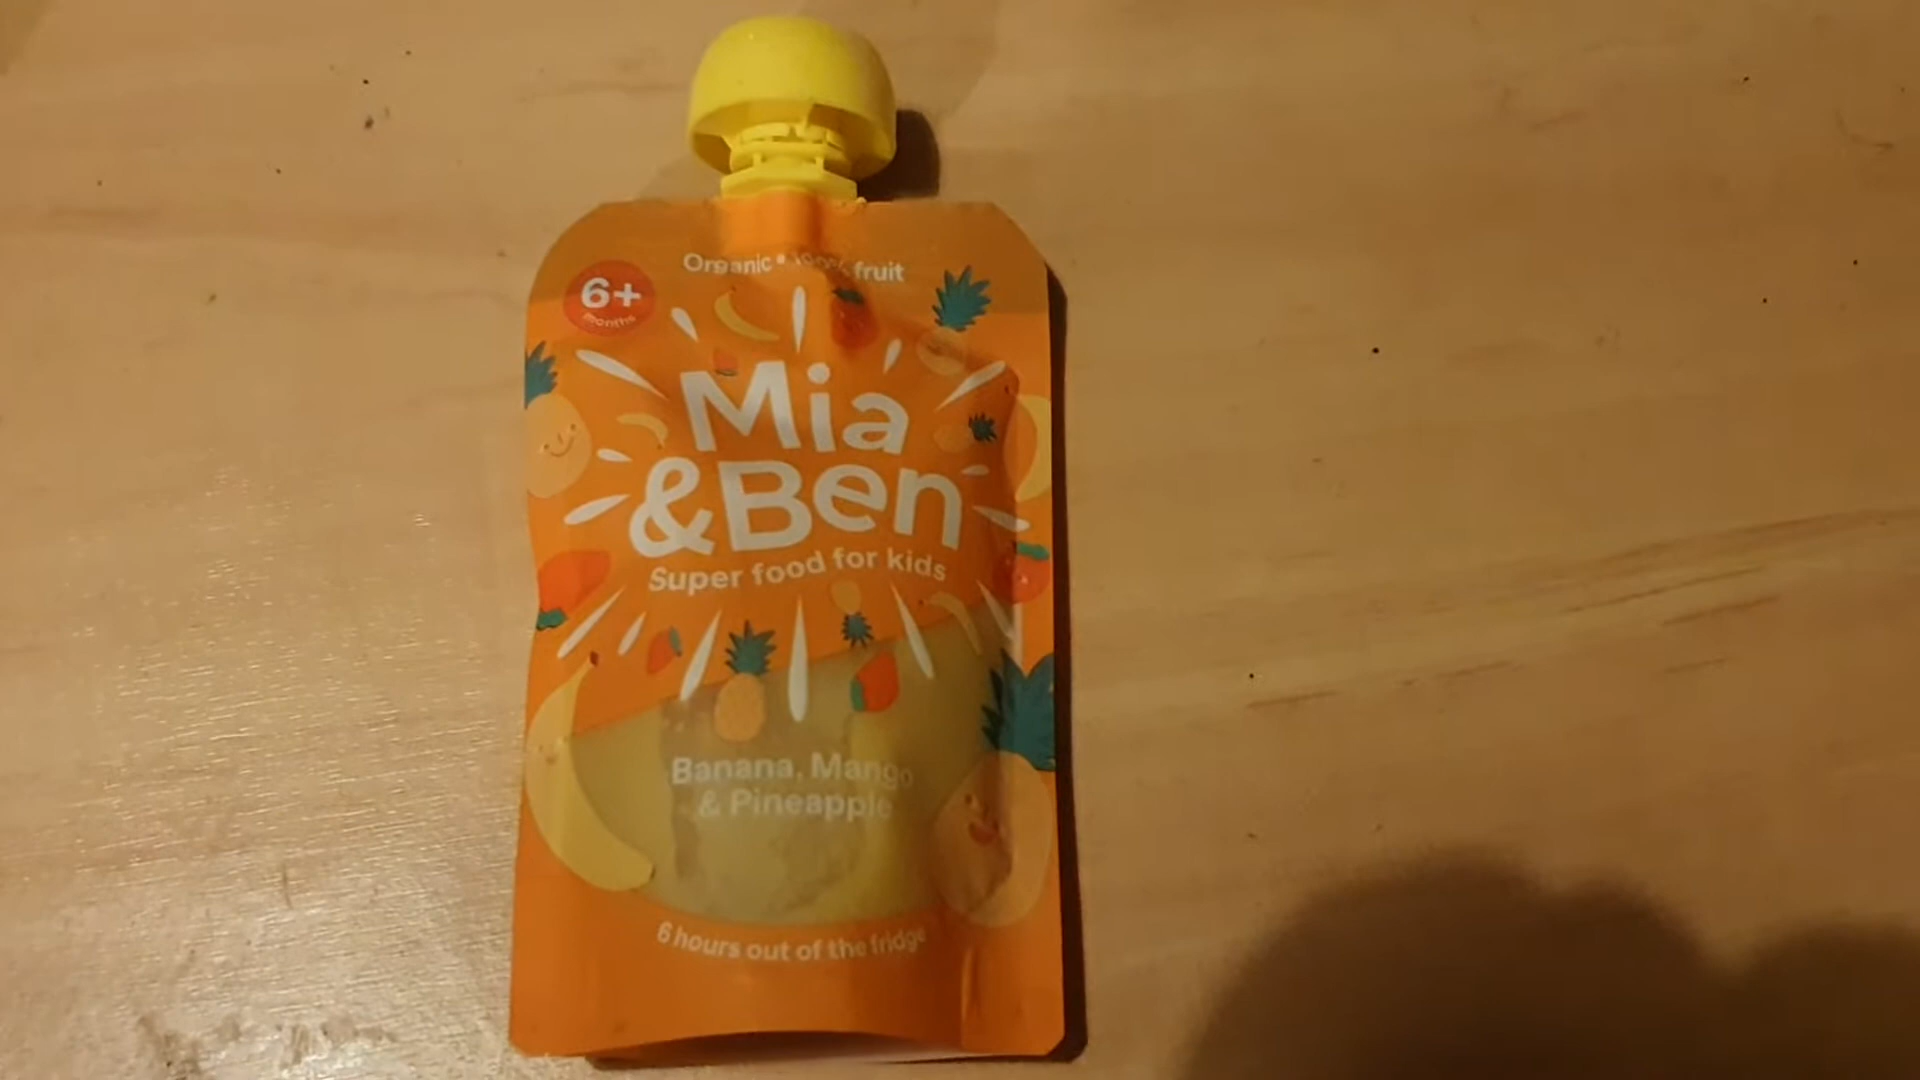 Organic • 100% fruit
6+
months
Mia
&Ben
Super food for kids
Banana, Mango
& Pineapple
6 hours out of the fridge